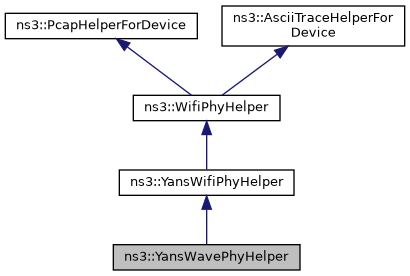 ns3::PcapHelperForDevice
ns3::AsciiTraceHelperFor
Device
ns3::WifiPhyHelper
ns3::YansWifiPhyHelper
ns3::YansWavePhyHelper